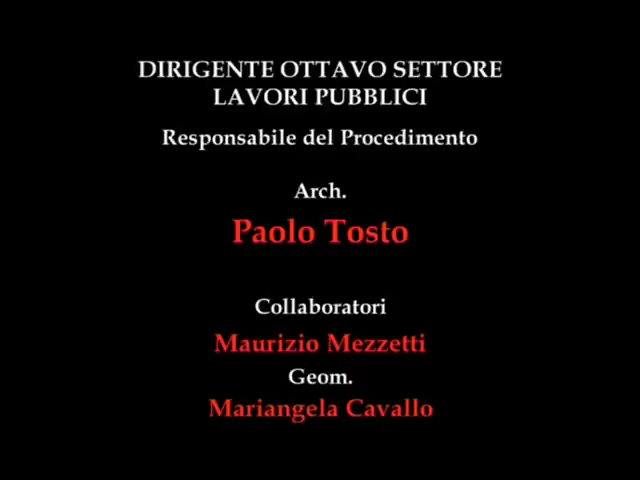 DIRIGENTE OTTAVO SETTORE
LAVORI PUBBLICI
Responsabile del Procedimento
Arch.
Paolo Tosto
Collaboratori
Maurizio Mezzetti
Geom.
Mariangela Cavallo